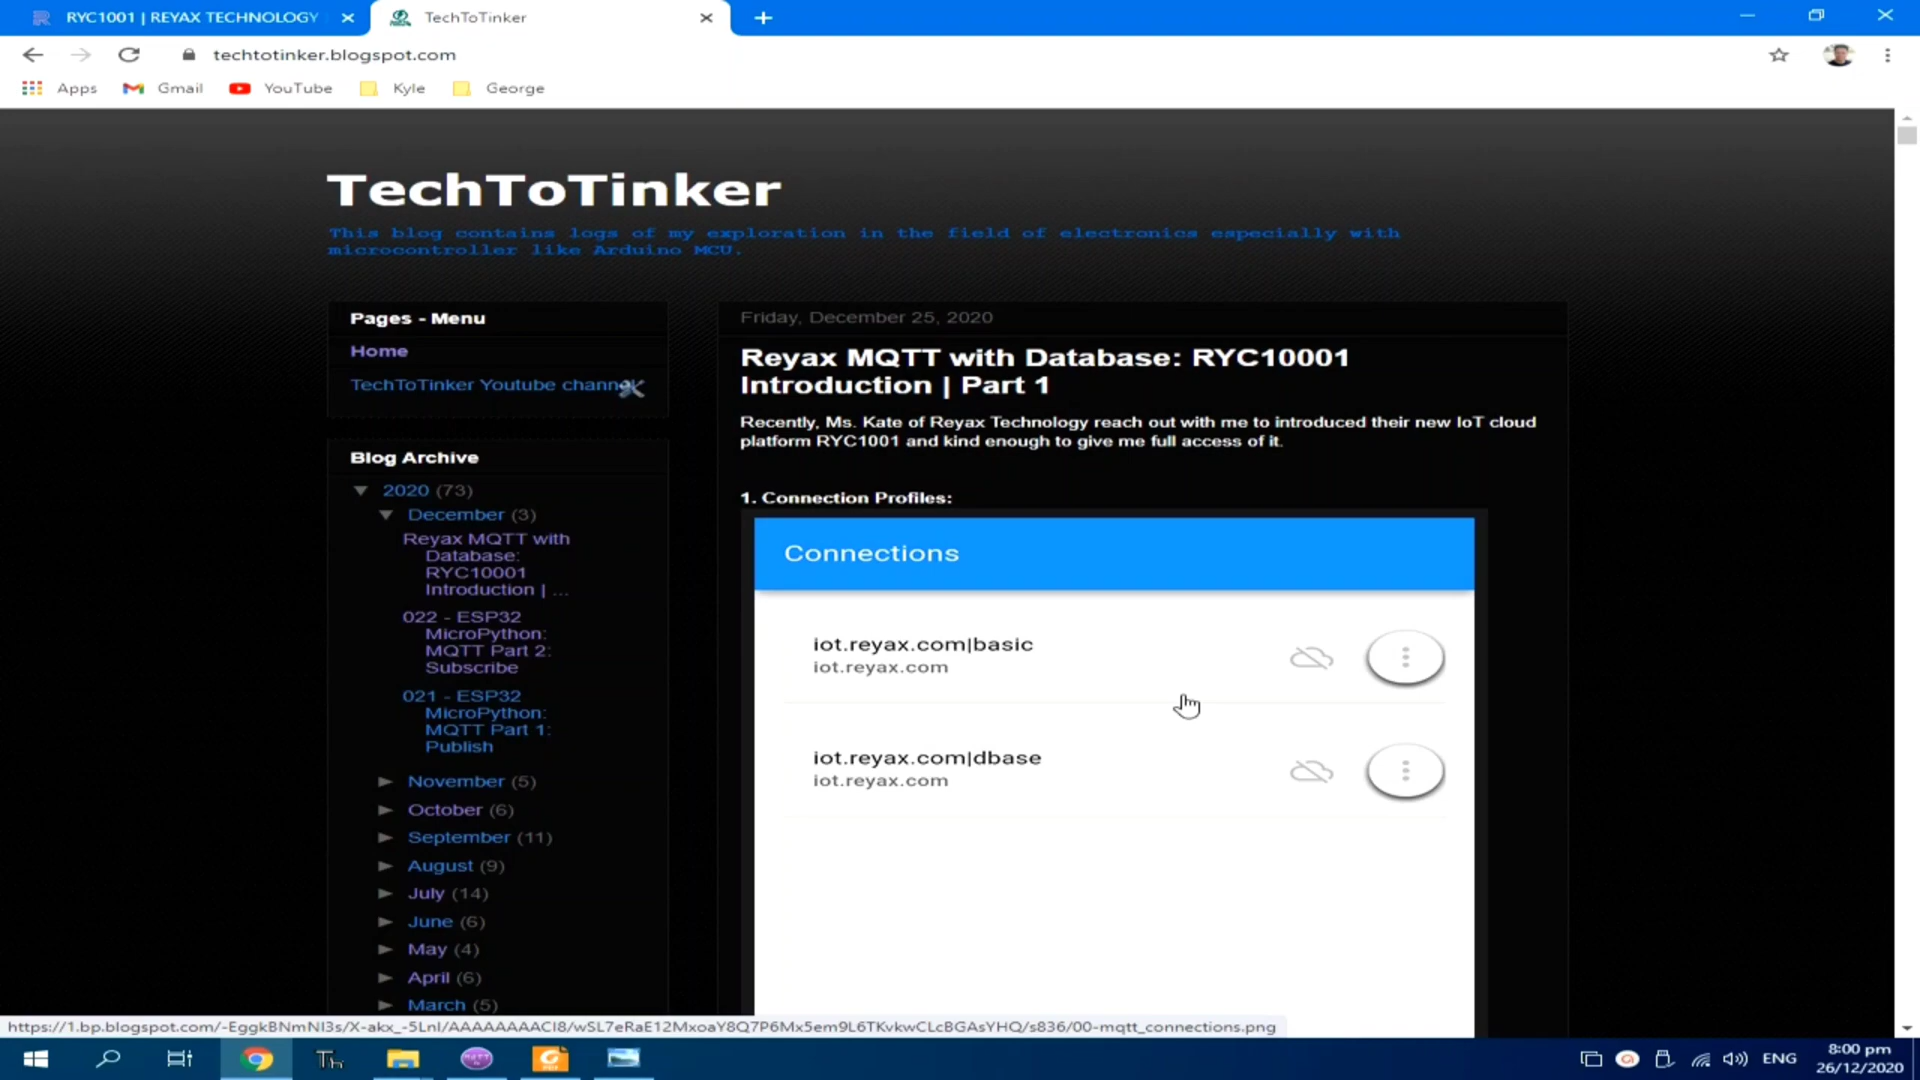 RYC1001 | REYAX TECHNOLOGY
TechToTinker
techtotinker.blogspot.com
Apps
Gmail
YouTube
Kyle
George
TechToTinker
This blog contains logs of my exploration in the field of electronics especially with
microcontroller like Arduino MCU.
Pages - Menu
Home
TechToTinker Youtube channe
Blog Archive
▼ 2020 (73)
▼ December (3)
Reyax MQTT with
Database:
RYC10001
Introduction | ...
022 - ESP32
MicroPython:
MQTT Part 2:
Subscribe
021 - ESP32
MicroPython:
MQTT Part 1:
Publish
► November (5)
► October (6)
► September (11)
► August (9)
► July (14)
► June (6)
► May (4)
► April (6)
► March (5)
Friday, December 25, 2020
Reyax MQTT with Database: RYC10001
Introduction | Part 1
Recently, Ms. Kate of Reyax Technology reach out with me to introduced their new IoT cloud
platform RYC1001 and kind enough to give me full access of it.
1. Connection Profiles:
Connections
iot.reyax.com|basic
iot.reyax.com
iot.reyax.com|dbase
iot.reyax.com
https://1.bp.blogspot.com/-EggkBNmNI3s/X-akx_-5LnI/AAAAAAAACI8/wSL7eRaE12MxoaY8Q7P6Mx5em9L6TKvkwCLcBGAsYHQ/s836/00-mqtt_connections.png
Th
MQTT
ENG
8:00 pm
26/12/2020